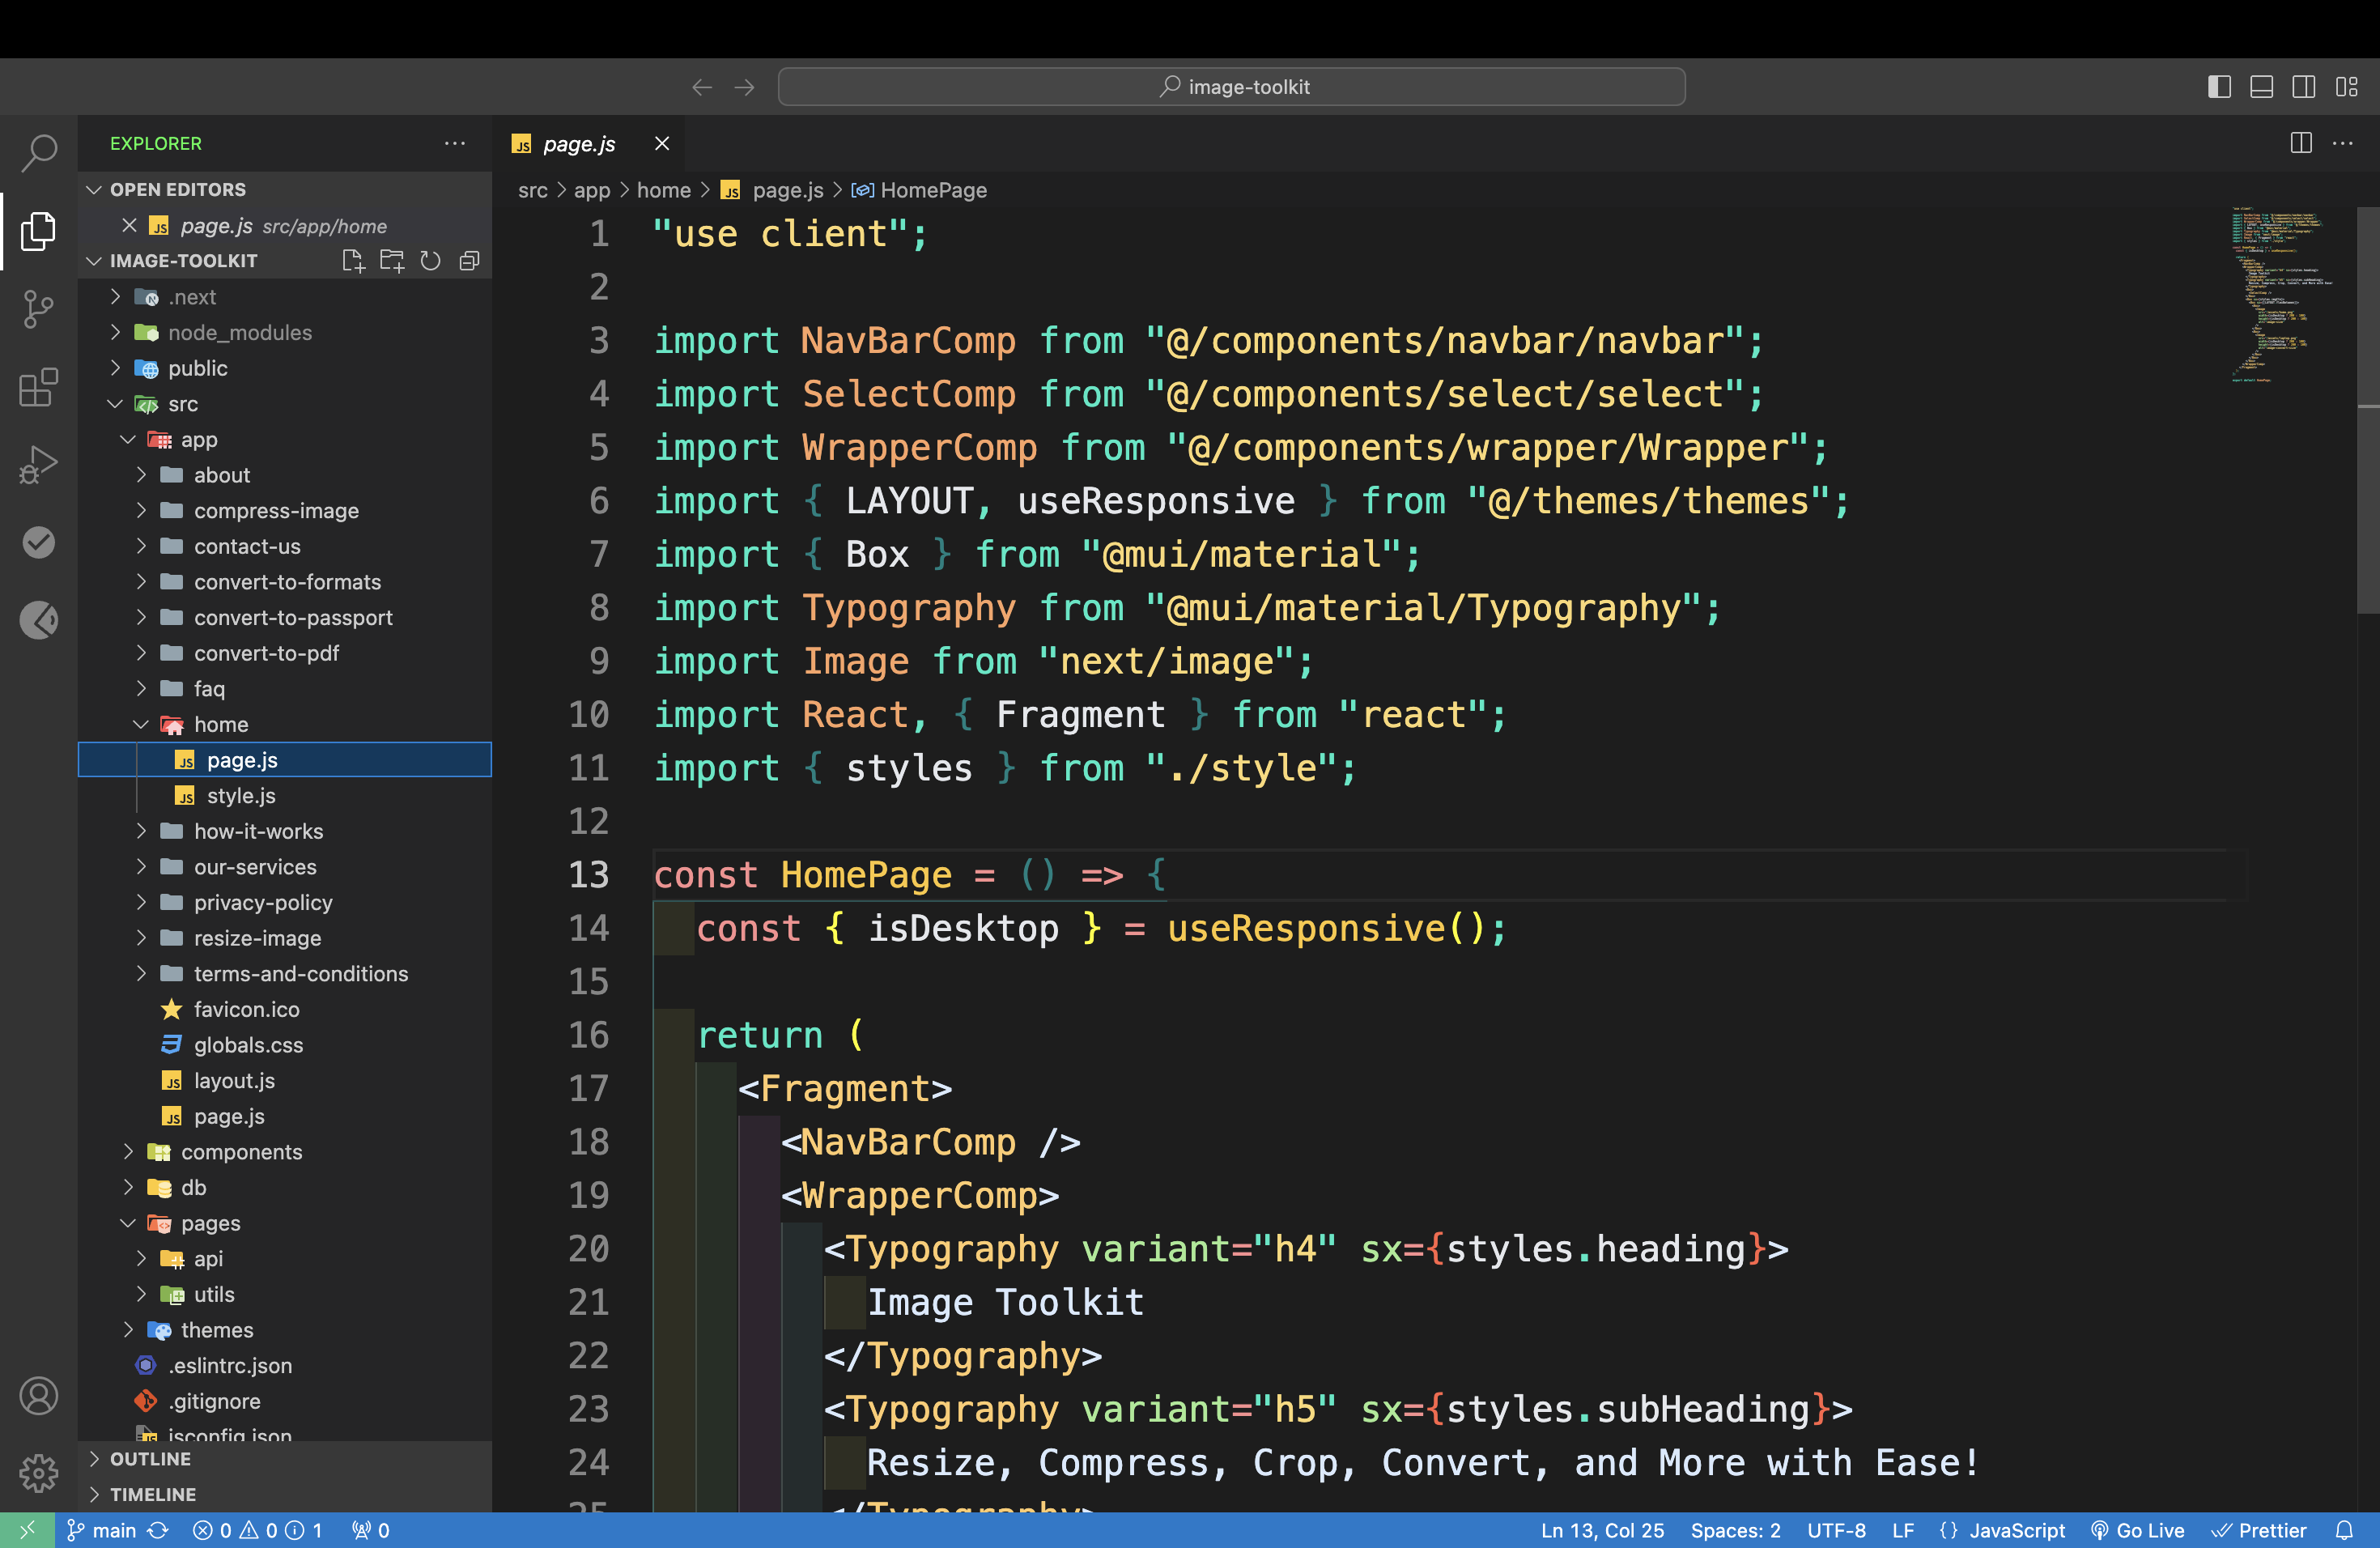 image-toolkit
EXPLORER
OPEN EDITORS
page.js src/app/home
IMAGE-TOOLKIT
.next
node_modules
public
src
app
about
compress-image
contact-us
convert-to-formats
convert-to-passport
convert-to-pdf
faq
home
page.js
style.js
how-it-works
our-services
privacy-policy
resize-image
terms-and-conditions
favicon.ico
globals.css
layout.js
page.js
components
db
pages
api
utils
themes
.eslintrc.json
.gitignore
jsconfig.json
OUTLINE
TIMELINE
JS page.js
src > app > home > JS page.js > HomePage
1 "use client";
2
3 import NavBarComp from "@/components/navbar/navbar";
4 import SelectComp from "@/components/select/select";
5 import WrapperComp from "@/components/wrapper/Wrapper";
6 import { LAYOUT, useResponsive } from "@/themes/themes";
7 import { Box } from "@mui/material";
8 import Typography from "@mui/material/Typography";
9 import Image from "next/image";
10 import React, { Fragment } from "react";
11 import { styles } from "./style";
12
13 const HomePage = () => {
14 const { isDesktop } = useResponsive();
15
16 return (
17 <Fragment>
18 <NavBarComp />
19 <WrapperComp>
20 <Typography variant="h4" sx={styles.heading}>
21 Image Toolkit
22 </Typography>
23 <Typography variant="h5" sx={styles.subHeading}>
24 Resize, Compress, Crop, Convert, and More with Ease!
25 </Typography>
main 0 0 1 0 Ln 13, Col 25 Spaces: 2 UTF-8 LF {} JavaScript Go Live Prettier